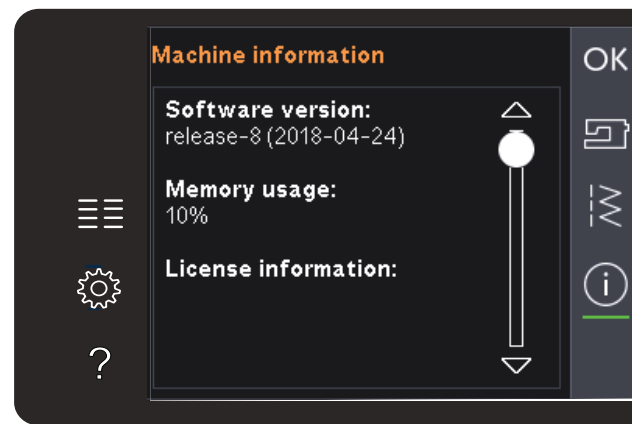 Machine information
OK
Software version:
release-8 (2018-04-24)
Memory usage:
10%
License information:
i
?